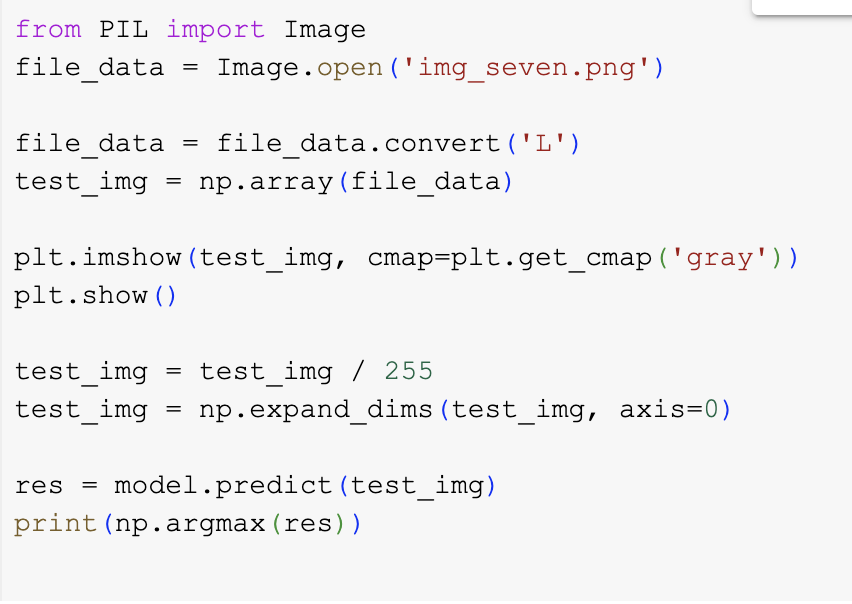 from PIL import Image
file_data = Image.open('img_seven.png')
file_data = file_data.convert('L')
test_img = np.array(file_data)
plt.imshow(test_img, cmap=plt.get_cmap('gray'))
plt.show()
test_img = test_img / 255
test_img = np.expand_dims(test_img, axis=0)
res = model.predict(test_img)
print(np.argmax(res))